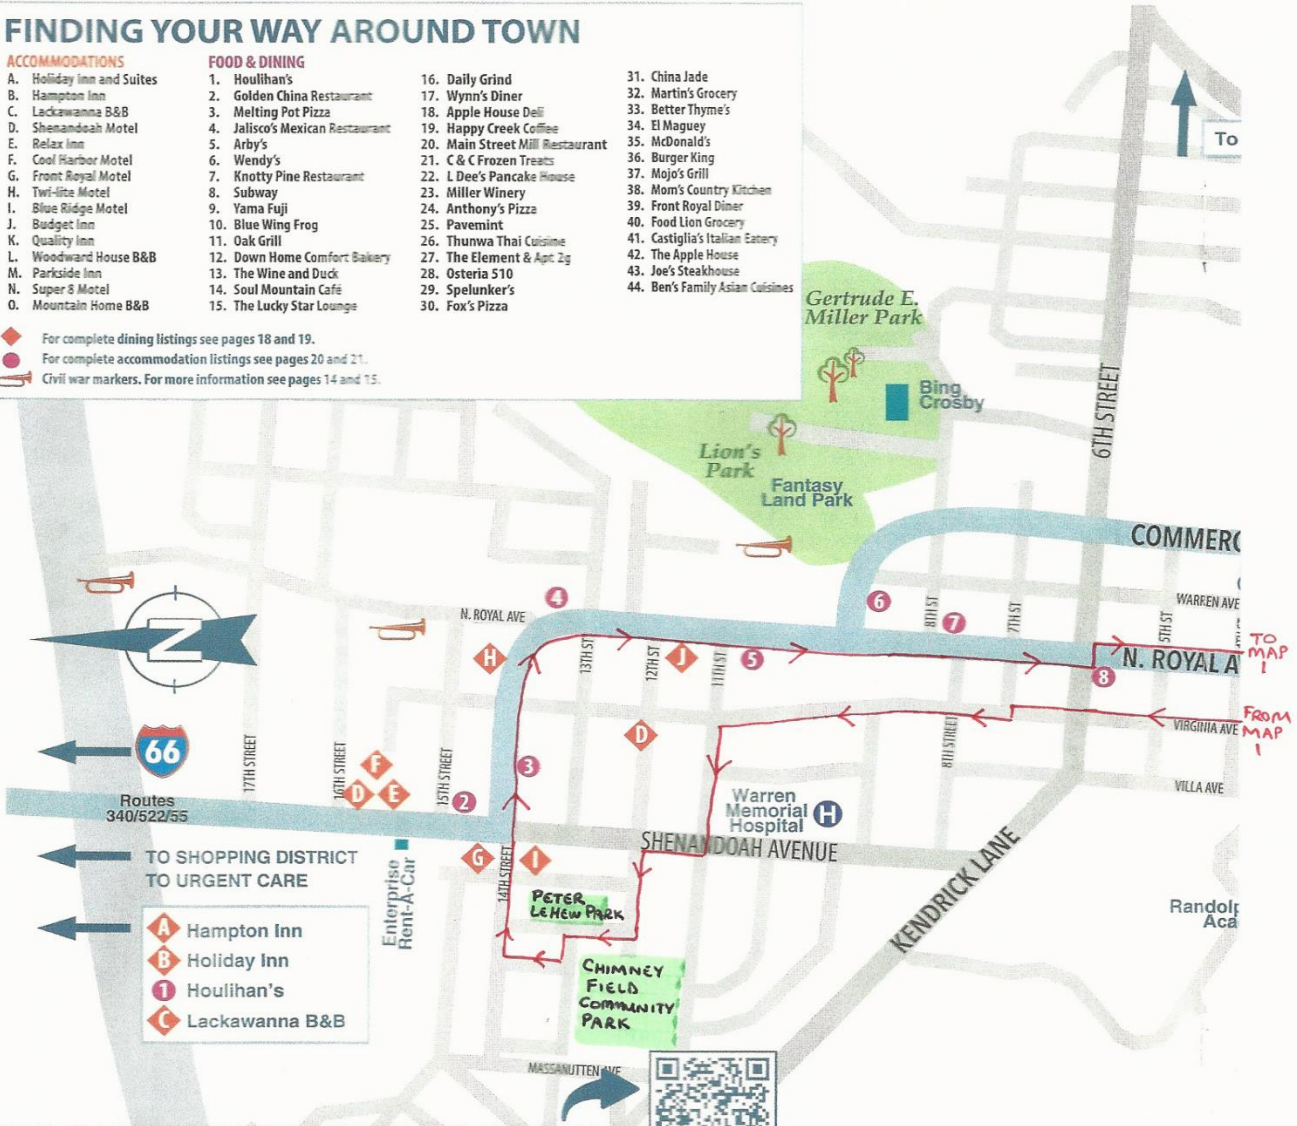 FINDING YOUR WAY AROUND TOWN
ACCOMMODATIONS
A. Holiday Inn and Suites
B. Hampton Inn
C. Lackawanna B&B
D. Shenandoah Motel
E. Relax Inn
F. Cool Harbor Motel
G. Front Royal Motel
H. Twi-lite Motel
I. Blue Ridge Motel
J. Budget Inn
K. Quality Inn
L. Woodward House B&B
M. Parkside Inn
N. Super 8 Motel
O. Mountain Home B&B
FOOD & DINING
1. Houlihan's
2. Golden China Restaurant
3. Melting Pot Pizza
4. Jalisco's Mexican Restaurant
5. Arby's
6. Wendy's
7. Knotty Pine Restaurant
8. Subway
9. Yama Fuji
10. Blue Wing Frog
11. Oak Grill
12. Down Home Comfort Bakery
13. The Wine and Duck
14. Soul Mountain Café
15. The Lucky Star Lounge
16. Daily Grind
17. Wynn's Diner
18. Apple House Deli
19. Happy Creek Coffee
20. Main Street Mill Restaurant
21. C & C Frozen Treats
22. L Dee's Pancake House
23. Miller Winery
24. Anthony's Pizza
25. Pavemint
26. Thunwa Thai Cuisine
27. The Element & Apt 2g
28. Osteria 510
29. Spelunker's
30. Fox's Pizza
31. China Jade
32. Martin's Grocery
33. Better Thyme's
34. El Maguey
35. McDonald's
36. Burger King
37. Mojo's Grill
38. Mom's Country Kitchen
39. Front Royal Diner
40. Food Lion Grocery
41. Castiglia's Italian Eatery
42. The Apple House
43. Joe's Steakhouse
44. Ben's Family Asian Cuisines
For complete dining listings see pages 18 and 19.
For complete accommodation listings see pages 20 and 21.
Civil war markers. For more information see pages 14 and 15.
To
Gertrude E.
Miller Park
Bing
Crosby
6TH STREET
Lion's
Park
Fantasy
Land Park
COMMERC
WARREN AVE
N. ROYAL AVE
4
6
8TH ST
7
7TH ST
5TH ST
N
H
13TH ST
12TH ST
J
11TH ST
5
8
N. ROYAL A
TO
MAP
1
FROM
MAP
1
VIRGINIA AVE
8TH STREET
D
66
17TH STREET
16TH STREET
F
D
E
15TH STREET
2
3
VILLA AVE
Routes
340/522/55
Warren
Memorial
Hospital
H
SHENANDOAH AVENUE
KENDRICK LANE
TO SHOPPING DISTRICT
TO URGENT CARE
Enterprise
Rent-A-Car
G
14TH STREET
I
PETER
LEHEW PARK
Randolp
Aca
A Hampton Inn
B Holiday Inn
1 Houlihan's
C Lackawanna B&B
CHIMNEY
FIELD
COMMUNITY
PARK
MASSANUTTEN AVE